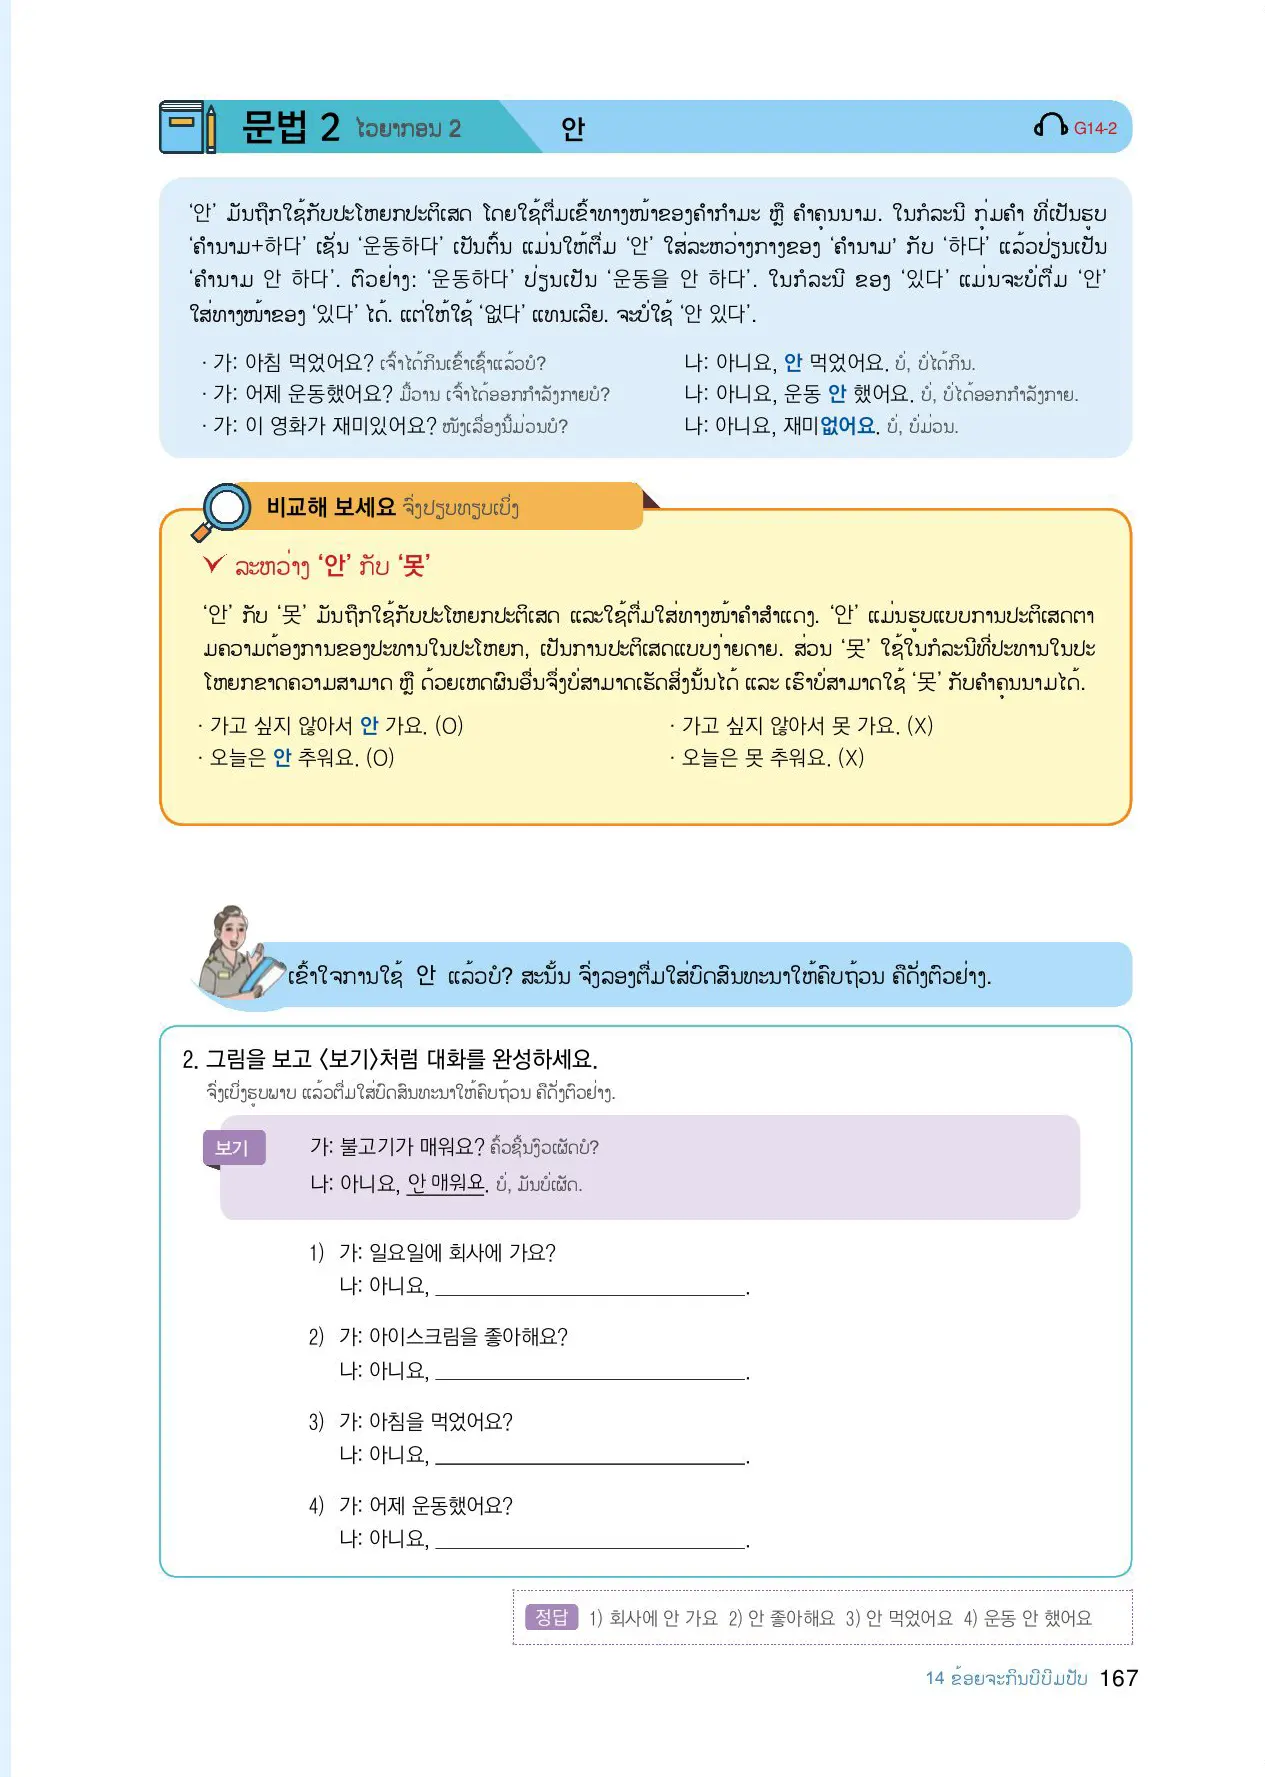 문법 2 ໄວຍາກອນ 2 안 G14-2
‘안’ ມັນຖືກໃຊ້ກັບປະໂຫຍກປະຕິເສດ ໂດຍໃຊ້ຕື່ມເຂົ້າທາງໜ້າຂອງຄຳກຳມະ ຫຼື ຄຳຄຸນນາມ. ໃນກໍລະນີ ກຸ່ມຄຳ ທີ່ເປັນຮູບ
‘ຄຳນາມ+하다’ ເຊັ່ນ ‘운동하다’ ເປັນຕົ້ນ ແມ່ນໃຫ້ຕື່ມ ‘안’ ໃສ່ລະຫວ່າງກາງຂອງ ‘ຄຳນາມ’ ກັບ ‘하다’ ແລ້ວປ່ຽນເປັນ
‘ຄຳນາມ 안 하다’. ຕົວຢ່າງ: ‘운동하다’ ປ່ຽນເປັນ ‘운동을 안 하다’. ໃນກໍລະນີ ຂອງ ‘있다’ ແມ່ນຈະບໍ່ຕື່ມ ‘안’
ໃສ່ທາງໜ້າຂອງ ‘있다’ ໄດ້. ແຕ່ໃຫ້ໃຊ້ ‘없다’ ແທນເລີຍ. ຈະບໍ່ໃຊ້ ‘안 있다’.
· 가: 아침 먹었어요? ເຈົ້າໄດ້ກິນເຂົ້າເຊົ້າແລ້ວບໍ? 나: 아니요, 안 먹었어요. ບໍ່, ບໍ່ໄດ້ກິນ.
· 가: 어제 운동했어요? ມື້ວານ ເຈົ້າໄດ້ອອກກຳລັງກາຍບໍ? 나: 아니요, 운동 안 했어요. ບໍ່, ບໍ່ໄດ້ອອກກຳລັງກາຍ.
· 가: 이 영화가 재미있어요? ໜັງເລື່ອງນີ້ມ່ວນບໍ? 나: 아니요, 재미없어요. ບໍ່, ບໍ່ມ່ວນ.
비교해 보세요 ຈົ່ງປຽບທຽບເບິ່ງ
ລະຫວ່າງ ‘안’ ກັບ ‘못’
‘안’ ກັບ ‘못’ ມັນຖືກໃຊ້ກັບປະໂຫຍກປະຕິເສດ ແລະໃຊ້ຕື່ມໃສ່ທາງໜ້າຄຳສຳແດງ. ‘안’ ແມ່ນຮູບແບບການປະຕິເສດຕາ
ມຄວາມຕ້ອງການຂອງປະທານໃນປະໂຫຍກ, ເປັນການປະຕິເສດແບບງ່າຍດາຍ. ສ່ວນ ‘못’ ໃຊ້ໃນກໍລະນີທີ່ປະທານໃນປະ
ໂຫຍກຂາດຄວາມສາມາດ ຫຼື ດ້ວຍເຫດຜົນອື່ນຈຶ່ງບໍ່ສາມາດເຮັດສິ່ງນັ້ນໄດ້ ແລະ ເຮົາບໍ່ສາມາດໃຊ້ ‘못’ ກັບຄຳຄຸນນາມໄດ້.
· 가고 싶지 않아서 안 가요. (O) · 가고 싶지 않아서 못 가요. (X)
· 오늘은 안 추워요. (O) · 오늘은 못 추워요. (X)
ເຂົ້າໃຈການໃຊ້ 안 ແລ້ວບໍ? ສະນັ້ນ ຈົ່ງລອງຕື່ມໃສ່ບົດສົນທະນາໃຫ້ຄົບຖ້ວນ ຄືດັ່ງຕົວຢ່າງ.
2. 그림을 보고 〈보기〉처럼 대화를 완성하세요.
ຈົ່ງເບິ່ງຮູບພາບ ແລ້ວຕື່ມໃສ່ບົດສົນທະນາໃຫ້ຄົບຖ້ວນ ຄືດັ່ງຕົວຢ່າງ.
보기 가: 불고기가 매워요? ຄົ້ວຊີ້ນງົວເຜັດບໍ?
나: 아니요, 안 매워요. ບໍ່, ມັນບໍ່ເຜັດ.
1) 가: 일요일에 회사에 가요?
나: 아니요, ____________________.
2) 가: 아이스크림을 좋아해요?
나: 아니요, ____________________.
3) 가: 아침을 먹었어요?
나: 아니요, ____________________.
4) 가: 어제 운동했어요?
나: 아니요, ____________________.
정답 1) 회사에 안 가요 2) 안 좋아해요 3) 안 먹었어요 4) 운동 안 했어요
14 ຂ້ອຍຈະກິນບີບິມປັບ 167